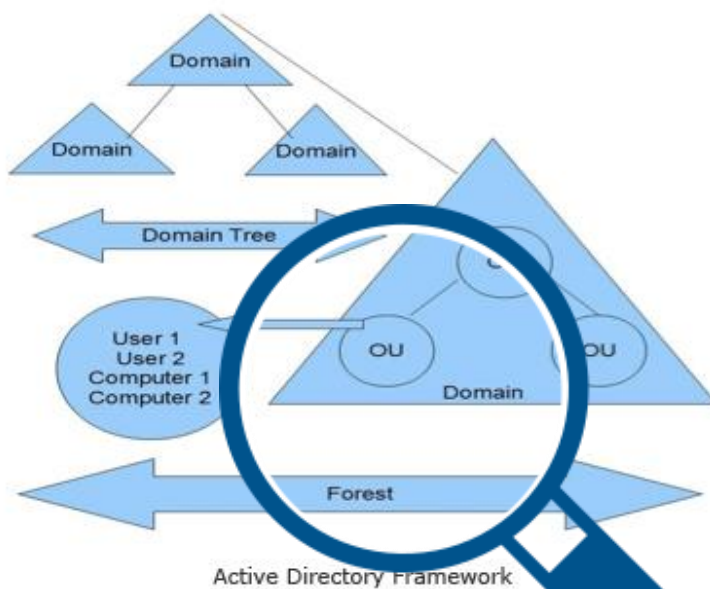 Domain
Domain
Domain
Domain Tree
OU
OU
User 1
User 2
Computer 1
Computer 2
Domain
Forest
Active Directory Framework